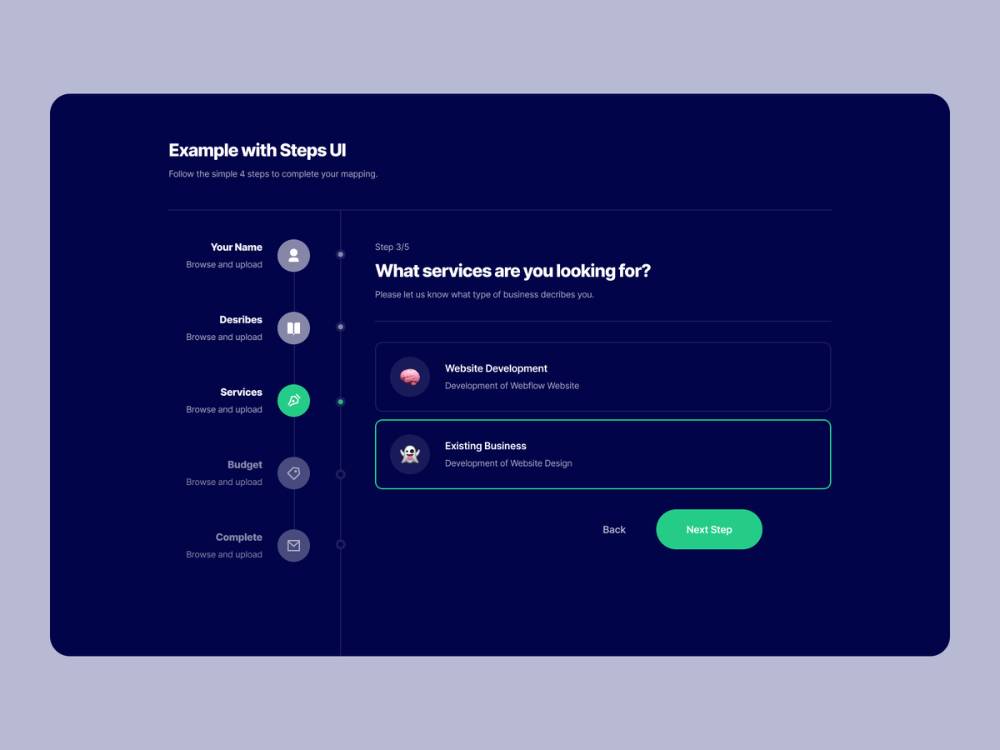 Example with Steps UI
Follow the simple 4 steps to complete your mapping.
Your Name
Browse and upload
Desribes
Browse and upload
Services
Browse and upload
Budget
Browse and upload
Complete
Browse and upload
Step 3/5
What services are you looking for?
Please let us know what type of business decribes you.
Website Development
Development of Webflow Website
Existing Business
Development of Website Design
Back
Next Step